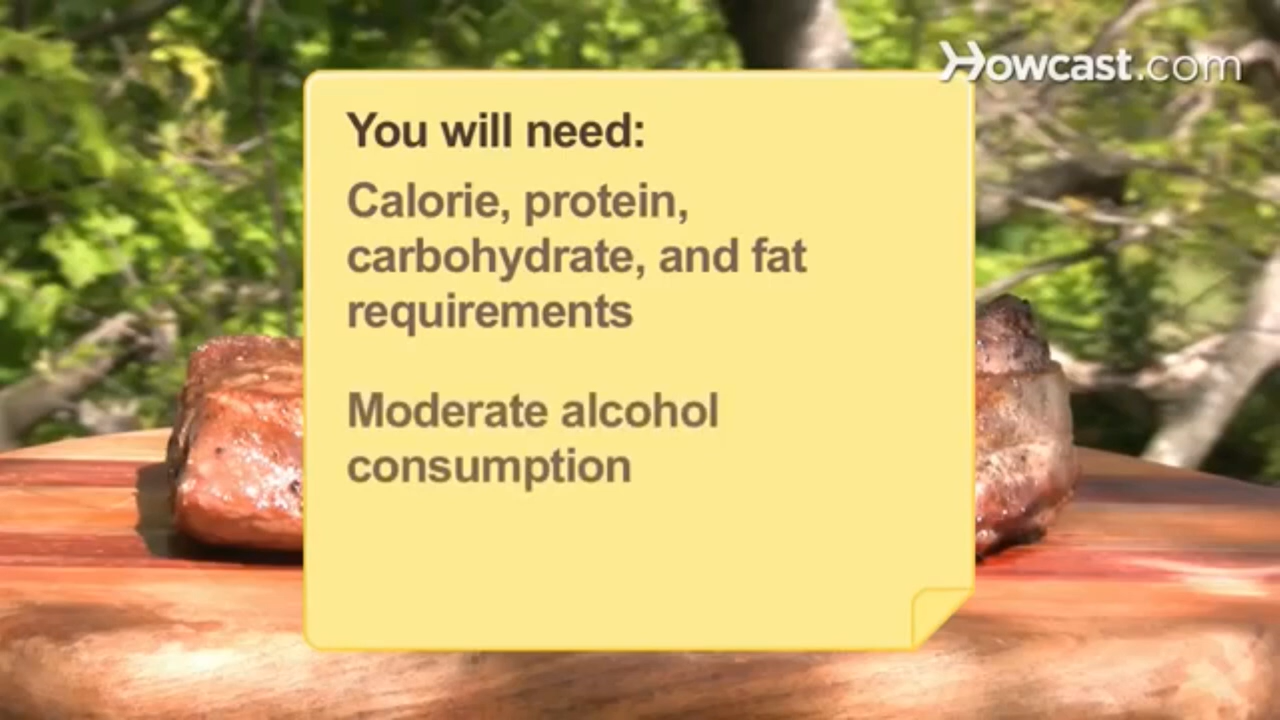 Howcast.com
You will need:
Calorie, protein,
carbohydrate, and fat
requirements
Moderate alcohol
consumption